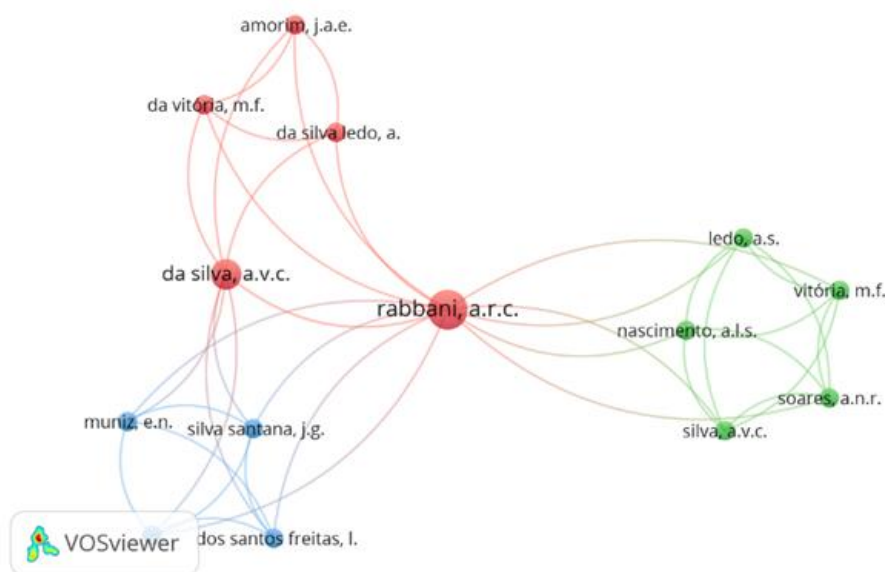 amorim, j.a.e.
da vitória, m.f.
da silva ledo, a.
ledo, a.s.
da silva, a.v.c.
vitória, m.f.
rabbani, a.r.c.
nascimento, a.l.s.
soares, a.n.r.
muniz, e.n.
silva santana, j.g.
silva, a.v.c.
VOSviewer
dos santos freitas, l.